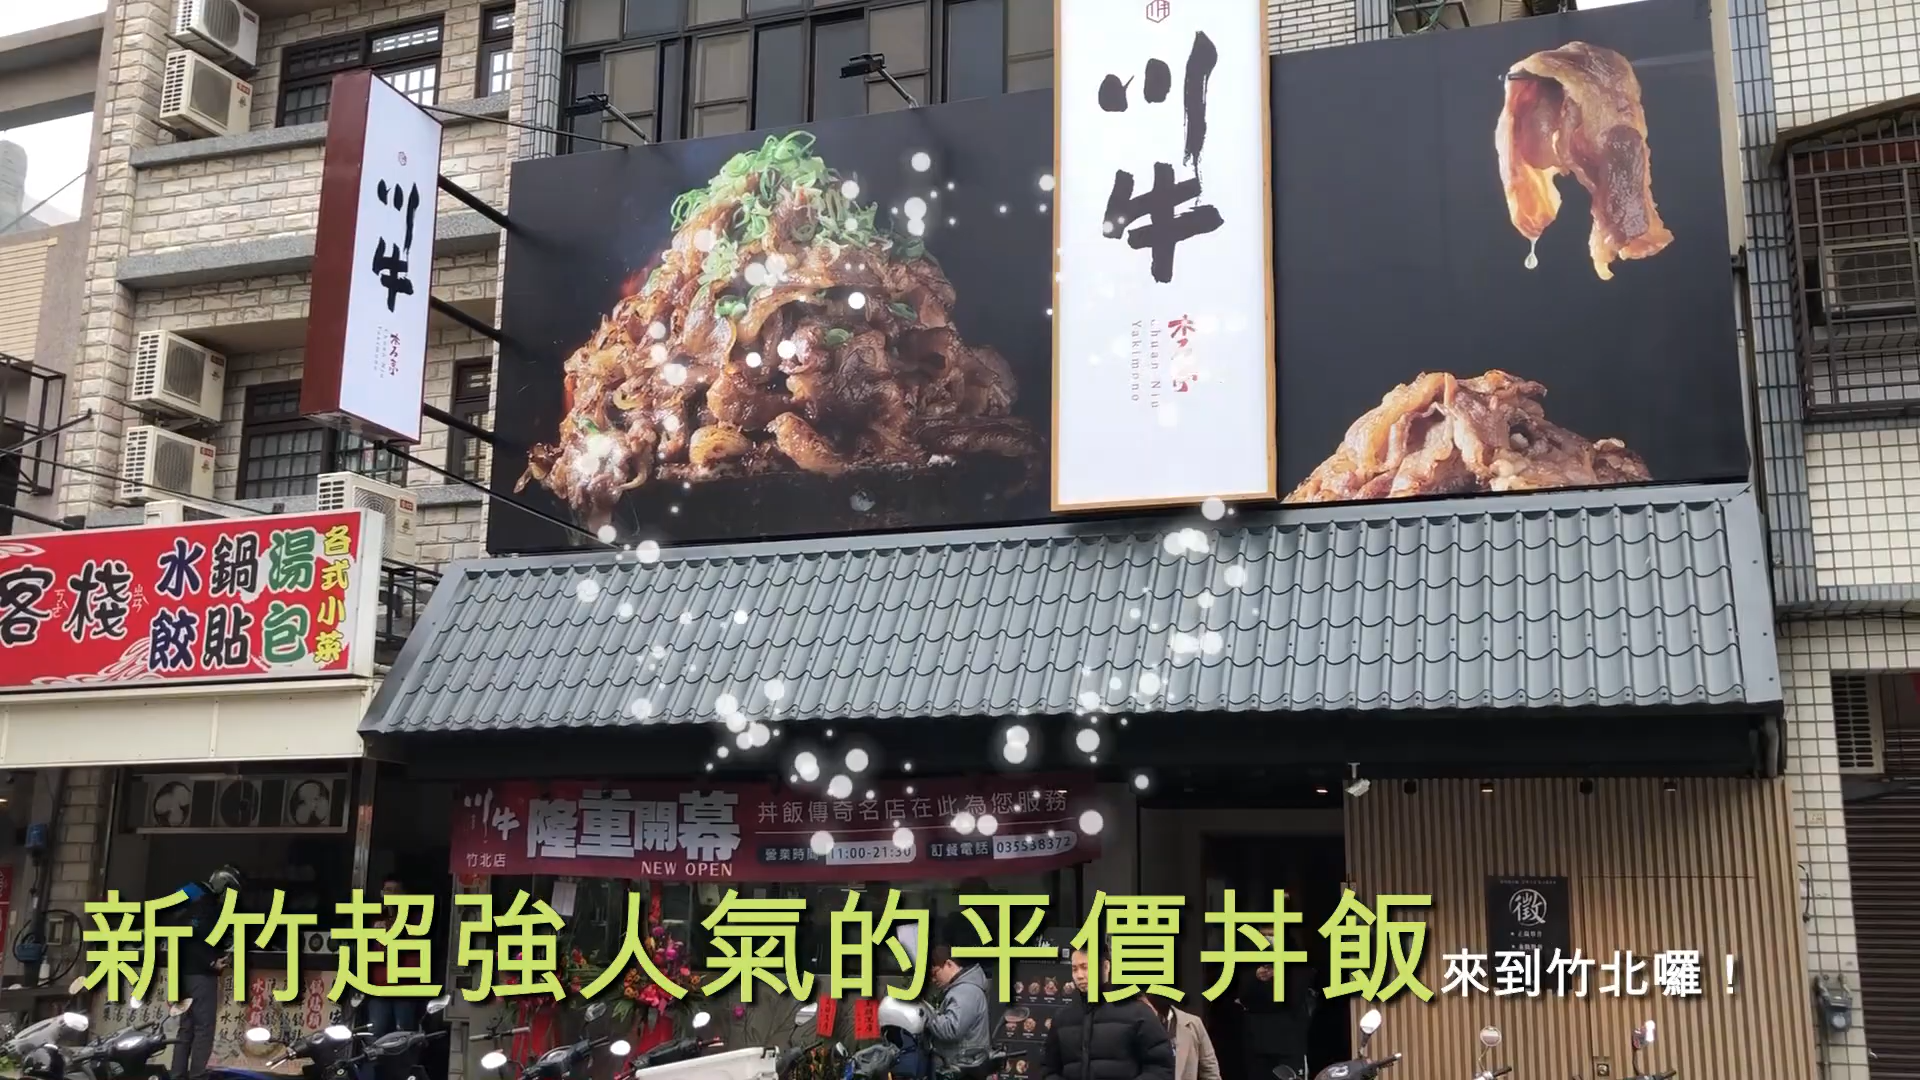 川牛
Chuan Niu
Yakimono
川牛
客棧
水餃
鍋貼
湯包
各式小菜
川牛
竹北店
隆重開幕
NEW OPEN
丼飯傳奇名店在此為您服務
營業時間 11:00-21:30
訂餐電話 035538372
徵
新竹超強人氣的平價丼飯
來到竹北囉！